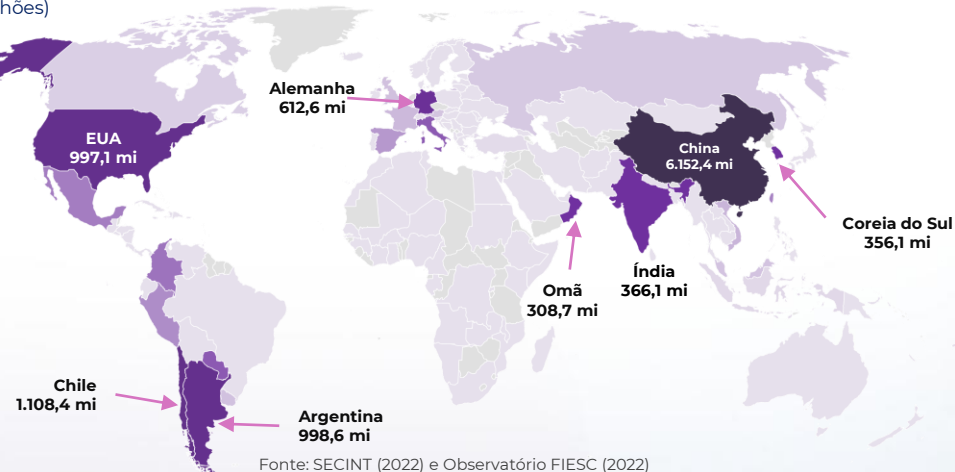 hões)
Alemanha
612,6 mi
EUA
997,1 mi
China
6.152,4 mi
Coreia do Sul
356,1 mi
Índia
366,1 mi
Omã
308,7 mi
Chile
1.108,4 mi
Argentina
998,6 mi
Fonte: SECINT (2022) e Observatório FIESC (2022)